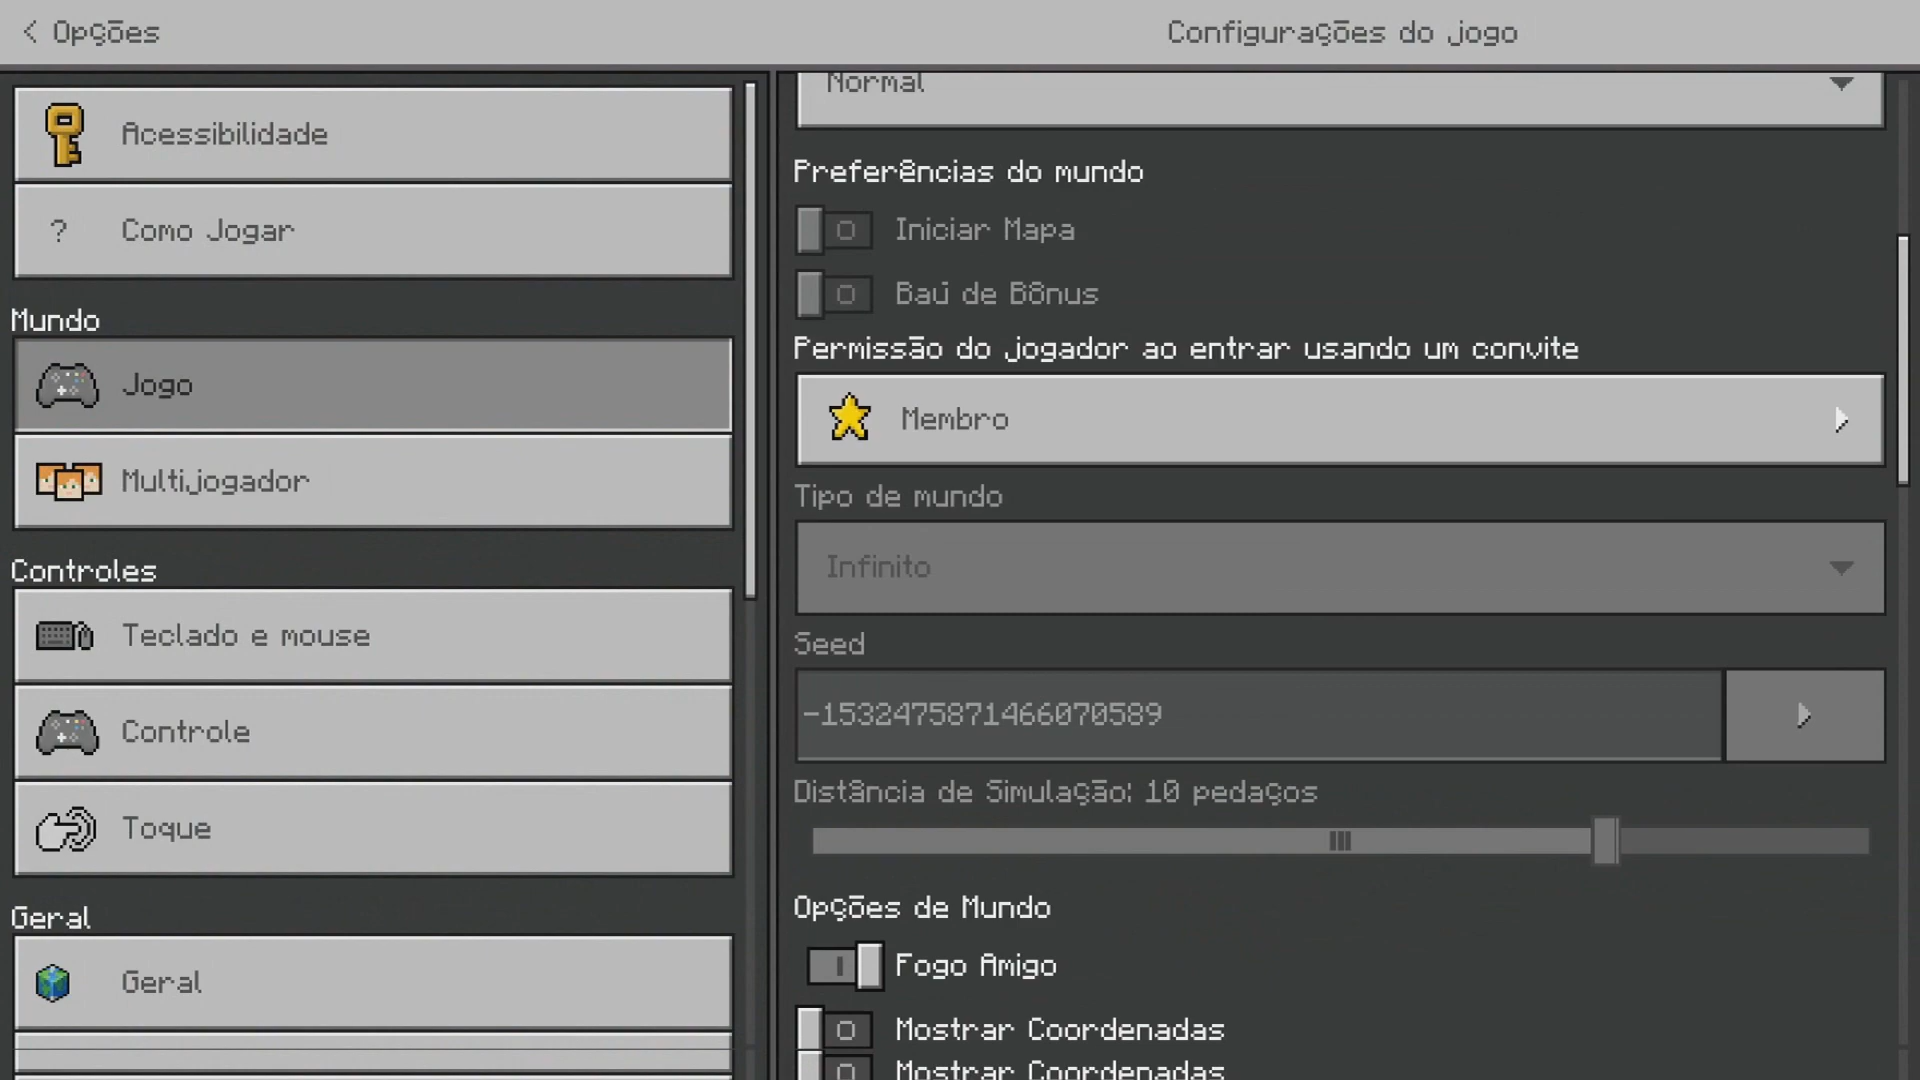 Opções
Configurações do jogo
Acessibilidade
? Como Jogar
Mundo
Jogo
Multijogador
Controles
Teclado e mouse
Controle
Toque
Geral
Geral
Normal
Preferências do mundo
Iniciar Mapa
Baú de Bônus
Permissão do jogador ao entrar usando um convite
Membro
Tipo de mundo
Infinito
Seed
-1532475871466070589
Distância de Simulação: 10 pedaços
Opções de Mundo
Fogo Amigo
Mostrar Coordenadas
Mostrar Coordenadas